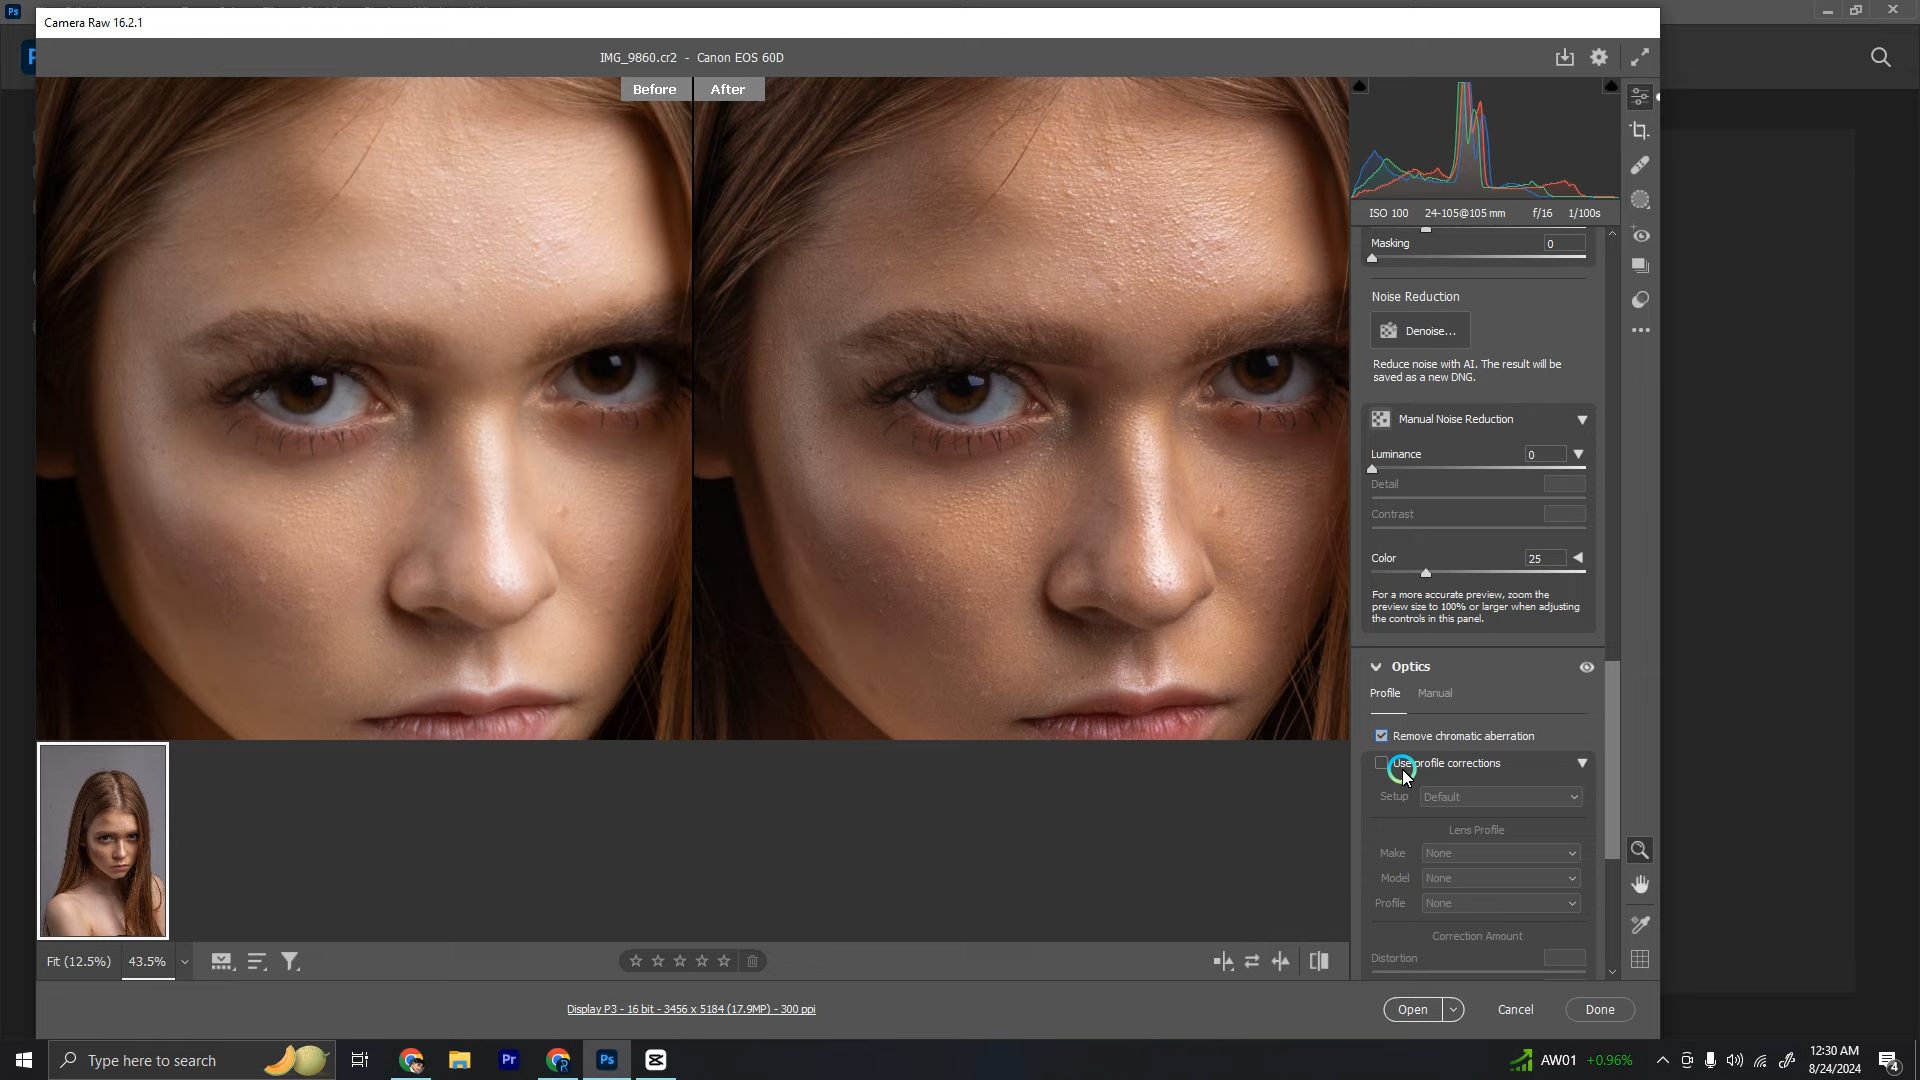 Ps
Camera Raw 16.2.1
IMG_9860.cr2 - Canon EOS 60D
Before
After
ISO 100 24-105@105 mm f/16 1/100s
Masking 0
Noise Reduction
Denoise...
Reduce noise with AI. The result will be
saved as a new DNG.
Manual Noise Reduction
Luminance 0
Detail
Contrast
Color 25
For a more accurate preview, zoom the
preview size to 100% or larger when adjusting
the controls in this panel.
Optics
Profile Manual
Remove chromatic aberration
Use profile corrections
Setup Default
Lens Profile
Make None
Model None
Profile None
Correction Amount
Distortion
Fit (12.5%) 43.5%
Display P3 - 16 bit - 3456 x 5184 (17.9MP) - 300 ppi
Open Cancel Done
Type here to search
Pr
Ps
AW01 +0.96%
12:30 AM
8/24/2024
4